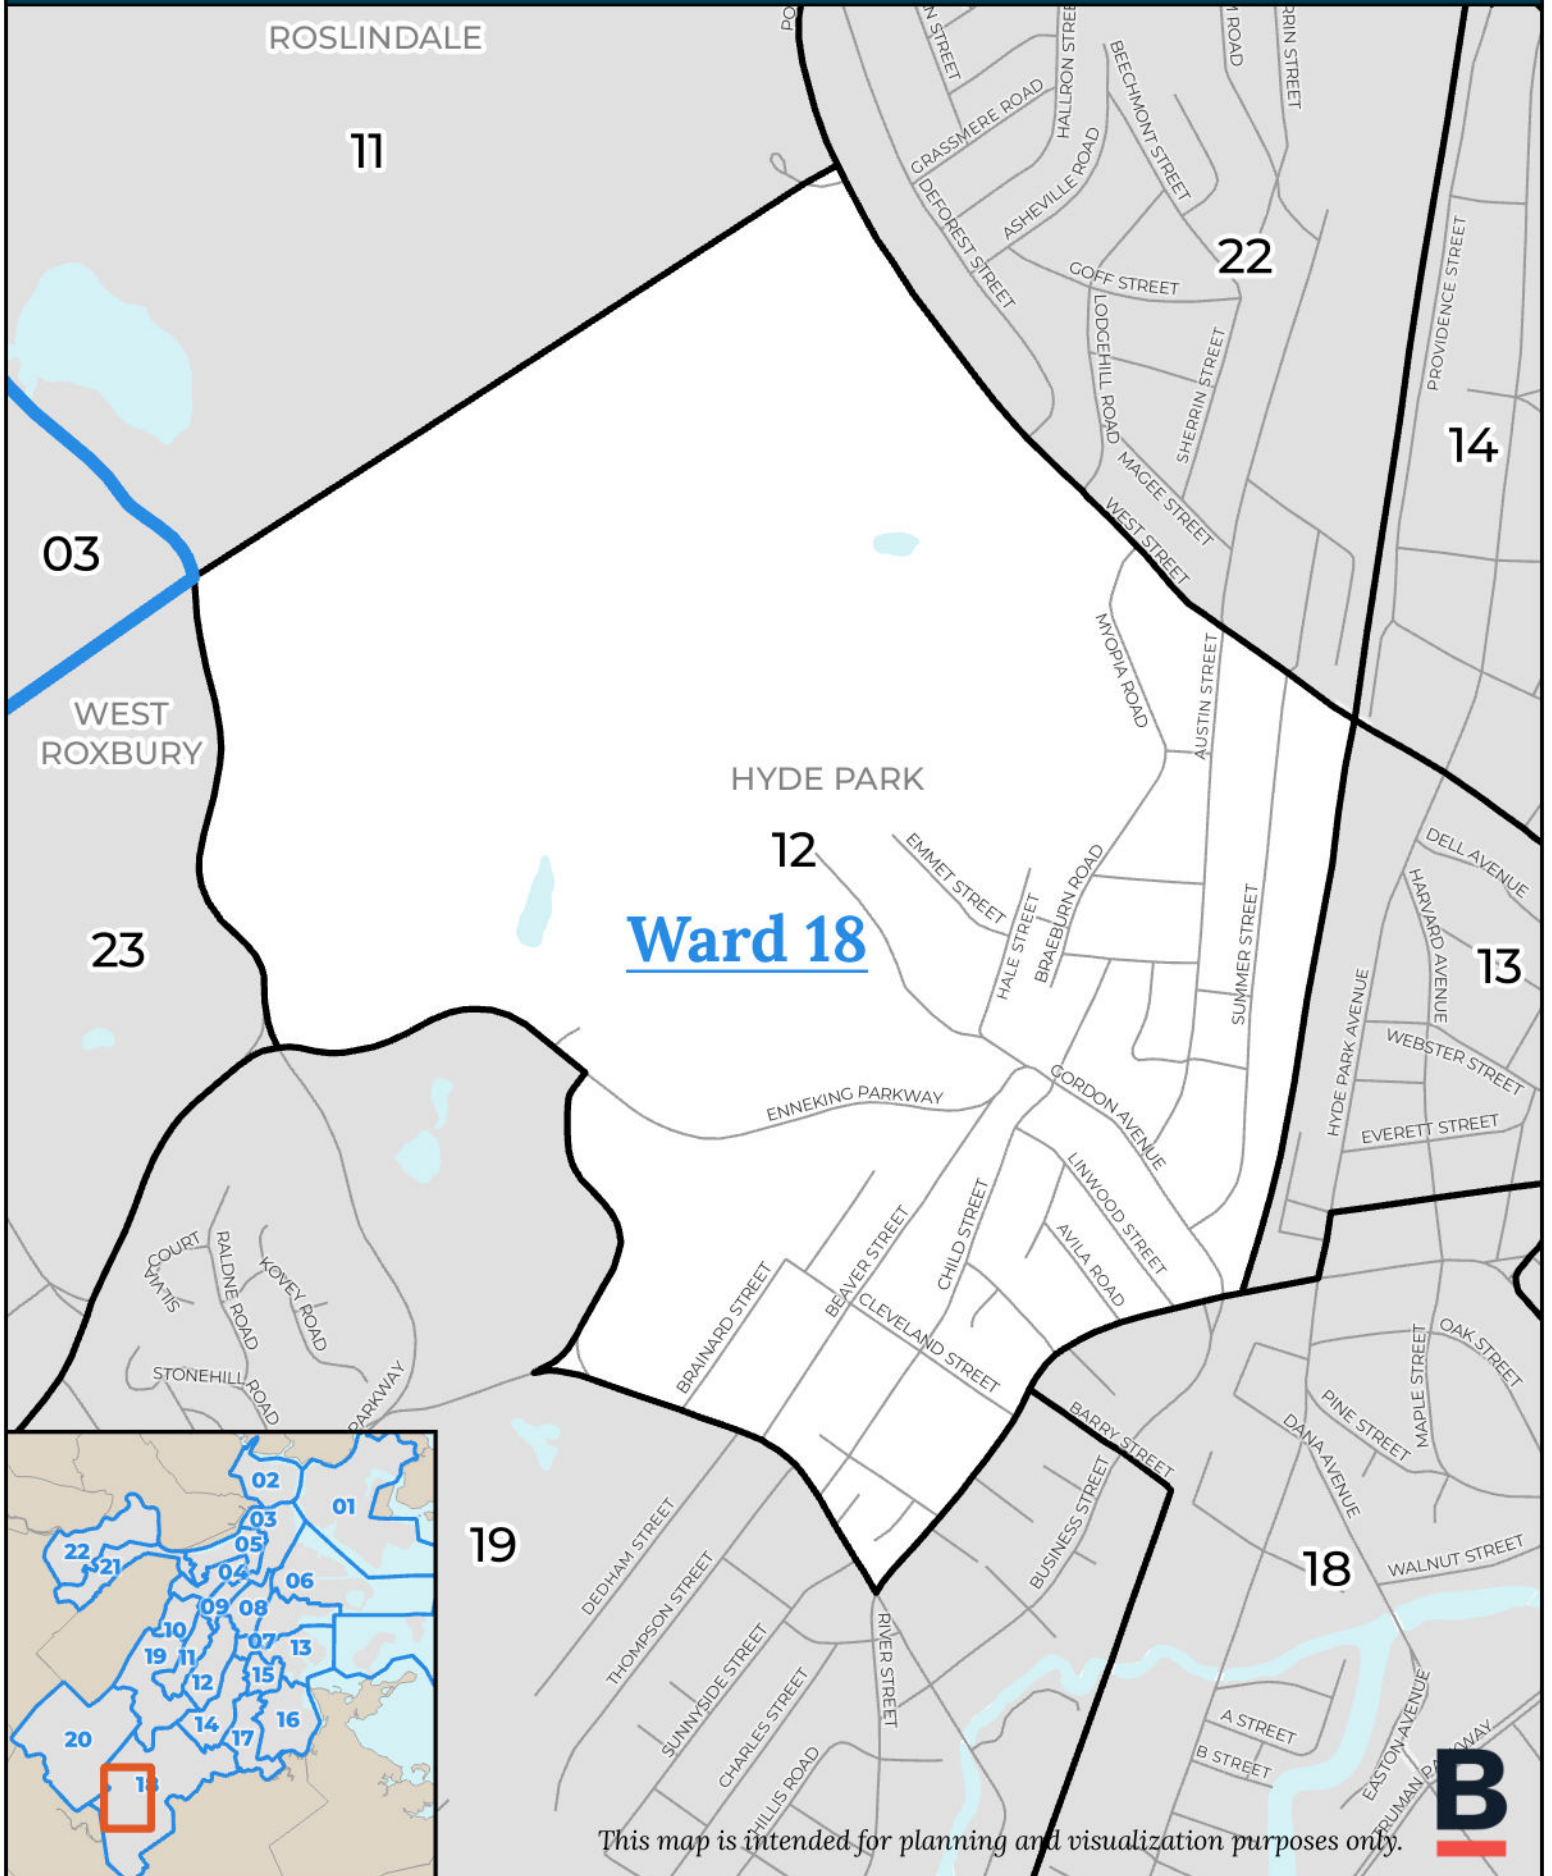 ROSLINDALE
11
GRASSMERE ROAD
HALLRON STREE
BEECHMONT STREET
ASHEVILLE ROAD
DEFOREST STREET
22
GOFF STREET
LODGEHILL ROAD
SHERRIN STREET
PROVIDENCE STREET
14
MAGEE STREET
WEST STREET
03
WEST
ROXBURY
MYOPIA ROAD
AUSTIN STREET
HYDE PARK
12
Ward 18
EMMET STREET
HALE STREET
BRAEBURN ROAD
SUMMER STREET
23
DELL AVENUE
HARVARD AVENUE
13
HYDE PARK AVENUE
WEBSTER STREET
EVERETT STREET
ENNEKING PARKWAY
GORDON AVENUE
LINWOOD STREET
AVILA ROAD
CHILD STREET
BEAVER STREET
CLEVELAND STREET
BRAINARD STREET
SILVIA COURT
RALDNE ROAD
KOVEY ROAD
STONEHILL ROAD
PARKWAY
BARRY STREET
BUSINESS STREET
MAPLE STREET
OAK STREET
PINE STREET
DANA AVENUE
WALNUT STREET
18
19
DEDHAM STREET
THOMPSON STREET
SUNNYSIDE STREET
CHARLES STREET
HILLIS ROAD
RIVER STREET
A STREET
B STREET
EASTON AVENUE
TRUMAN PARKWAY
02
01
03
05
22
21
04
06
09
08
10
07
13
19
11
12
15
14
16
17
20
18
This map is intended for planning and visualization purposes only.
B